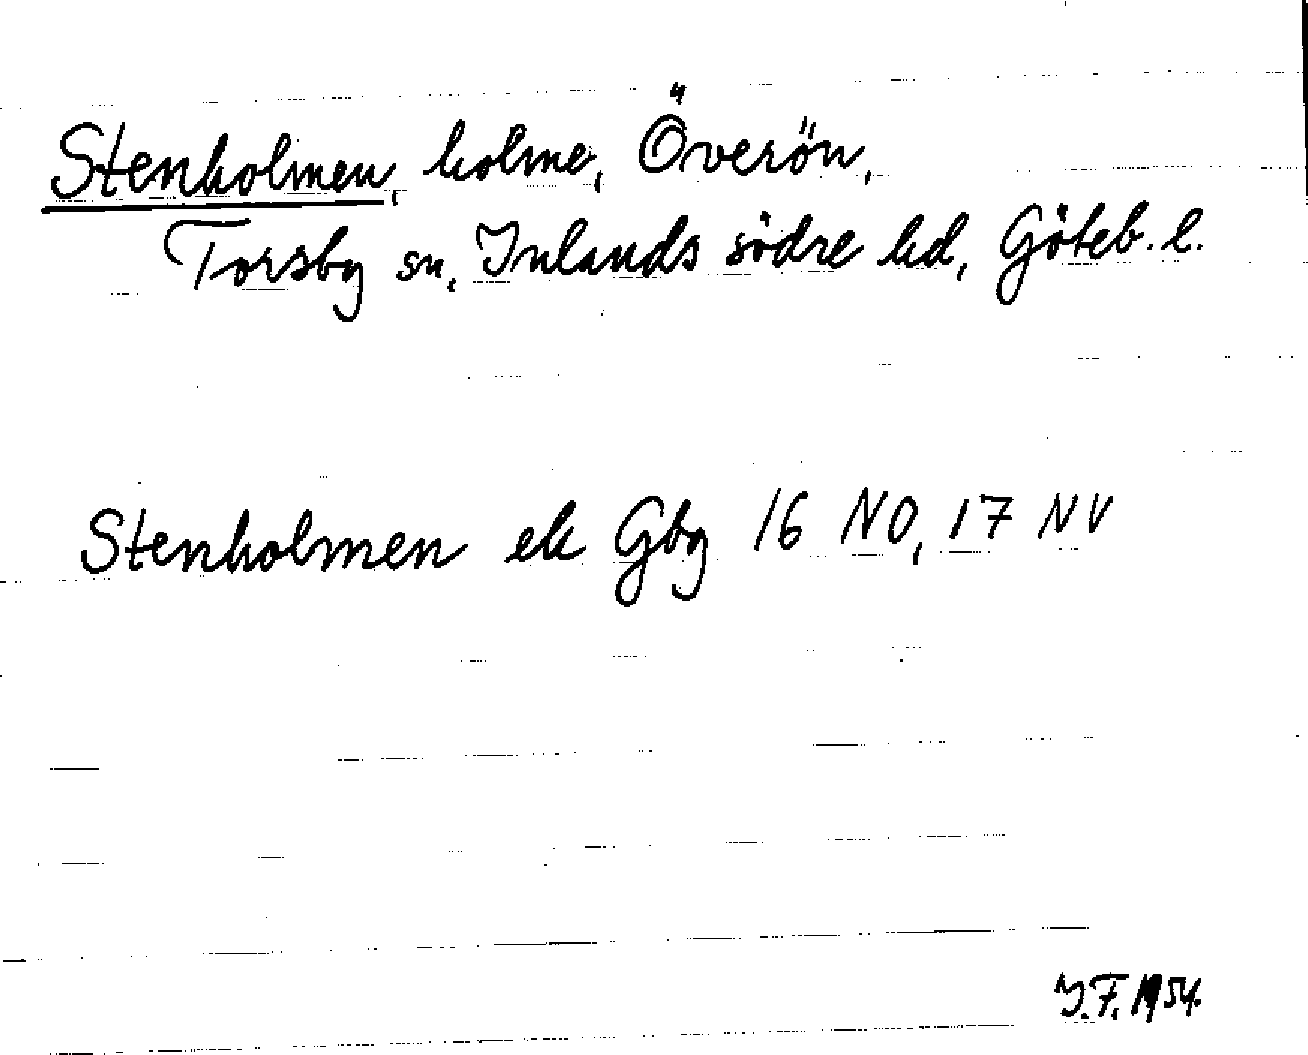 Stenholmen, holme, Överön,
Torsby sn, Inlands södre hd, Göteb. l.
Stenholmen ek Gbg 16 NO, 17 NV
I.F. 1954.